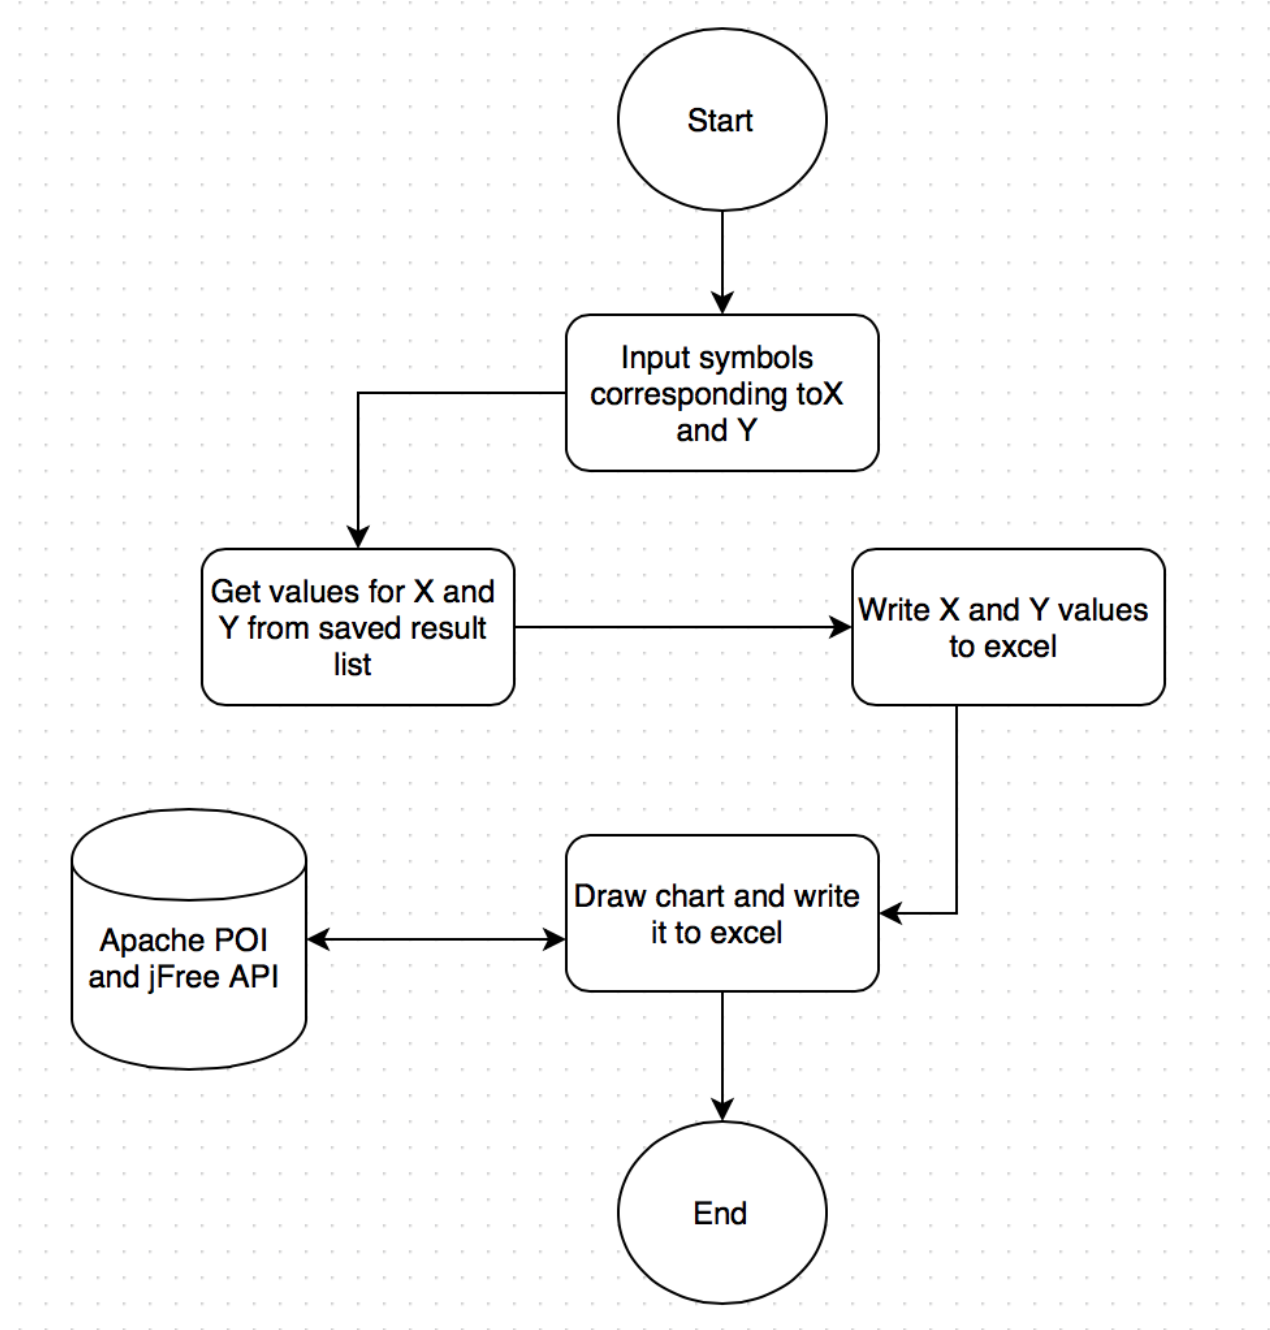 Start
Input symbols
corresponding toX
and Y
Get values for X and
Y from saved result
list
Write X and Y values
to excel
Draw chart and write
it to excel
Apache POI
and jFree API
End